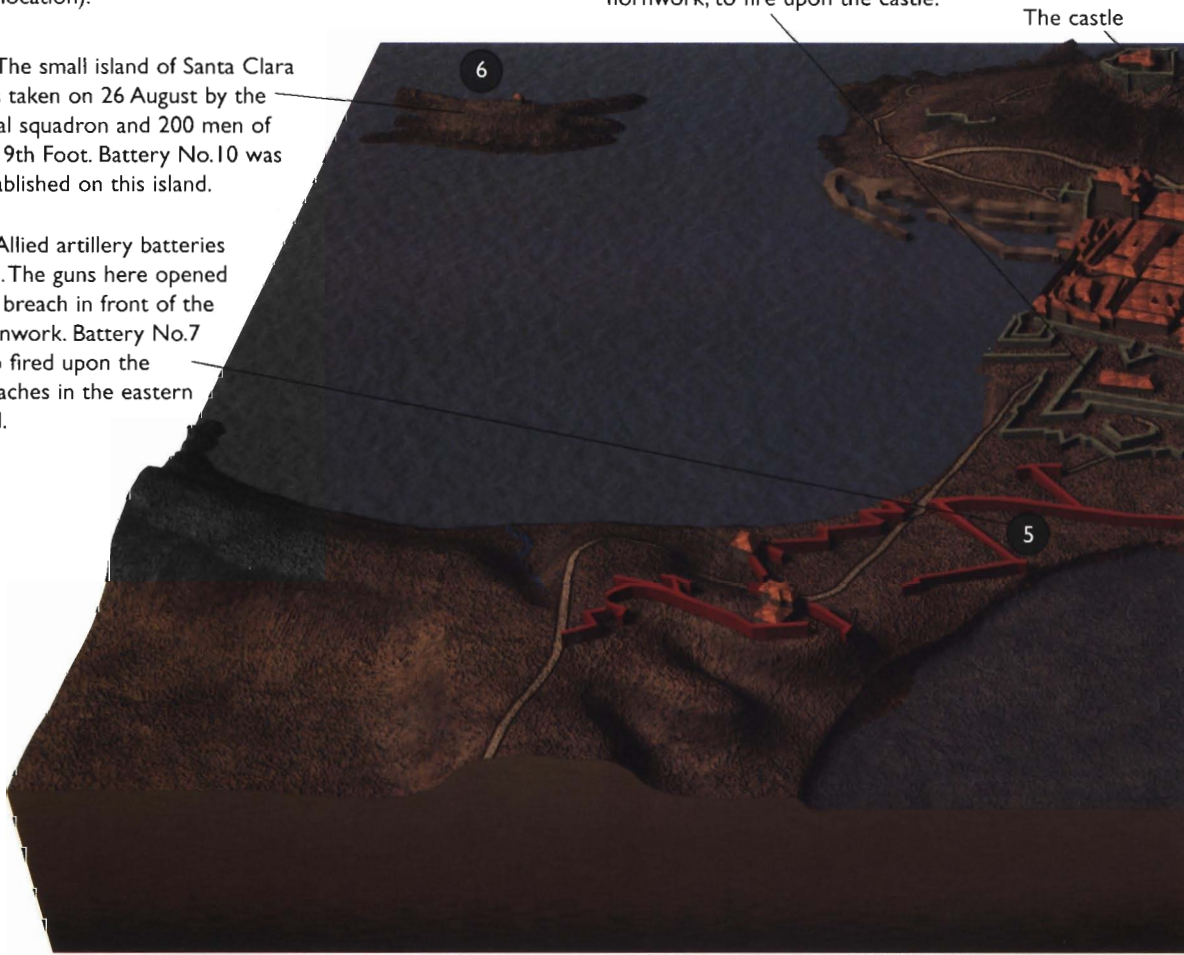 location).
hornwork, to fire upon the castle.
The castle
The small island of Santa Clara
taken on 26 August by the
al squadron and 200 men of
9th Foot. Battery No.10 was
ablished on this island.
6
Allied artillery batteries
. The guns here opened
breach in front of the
nwork. Battery No.7
fired upon the
aches in the eastern
.
5